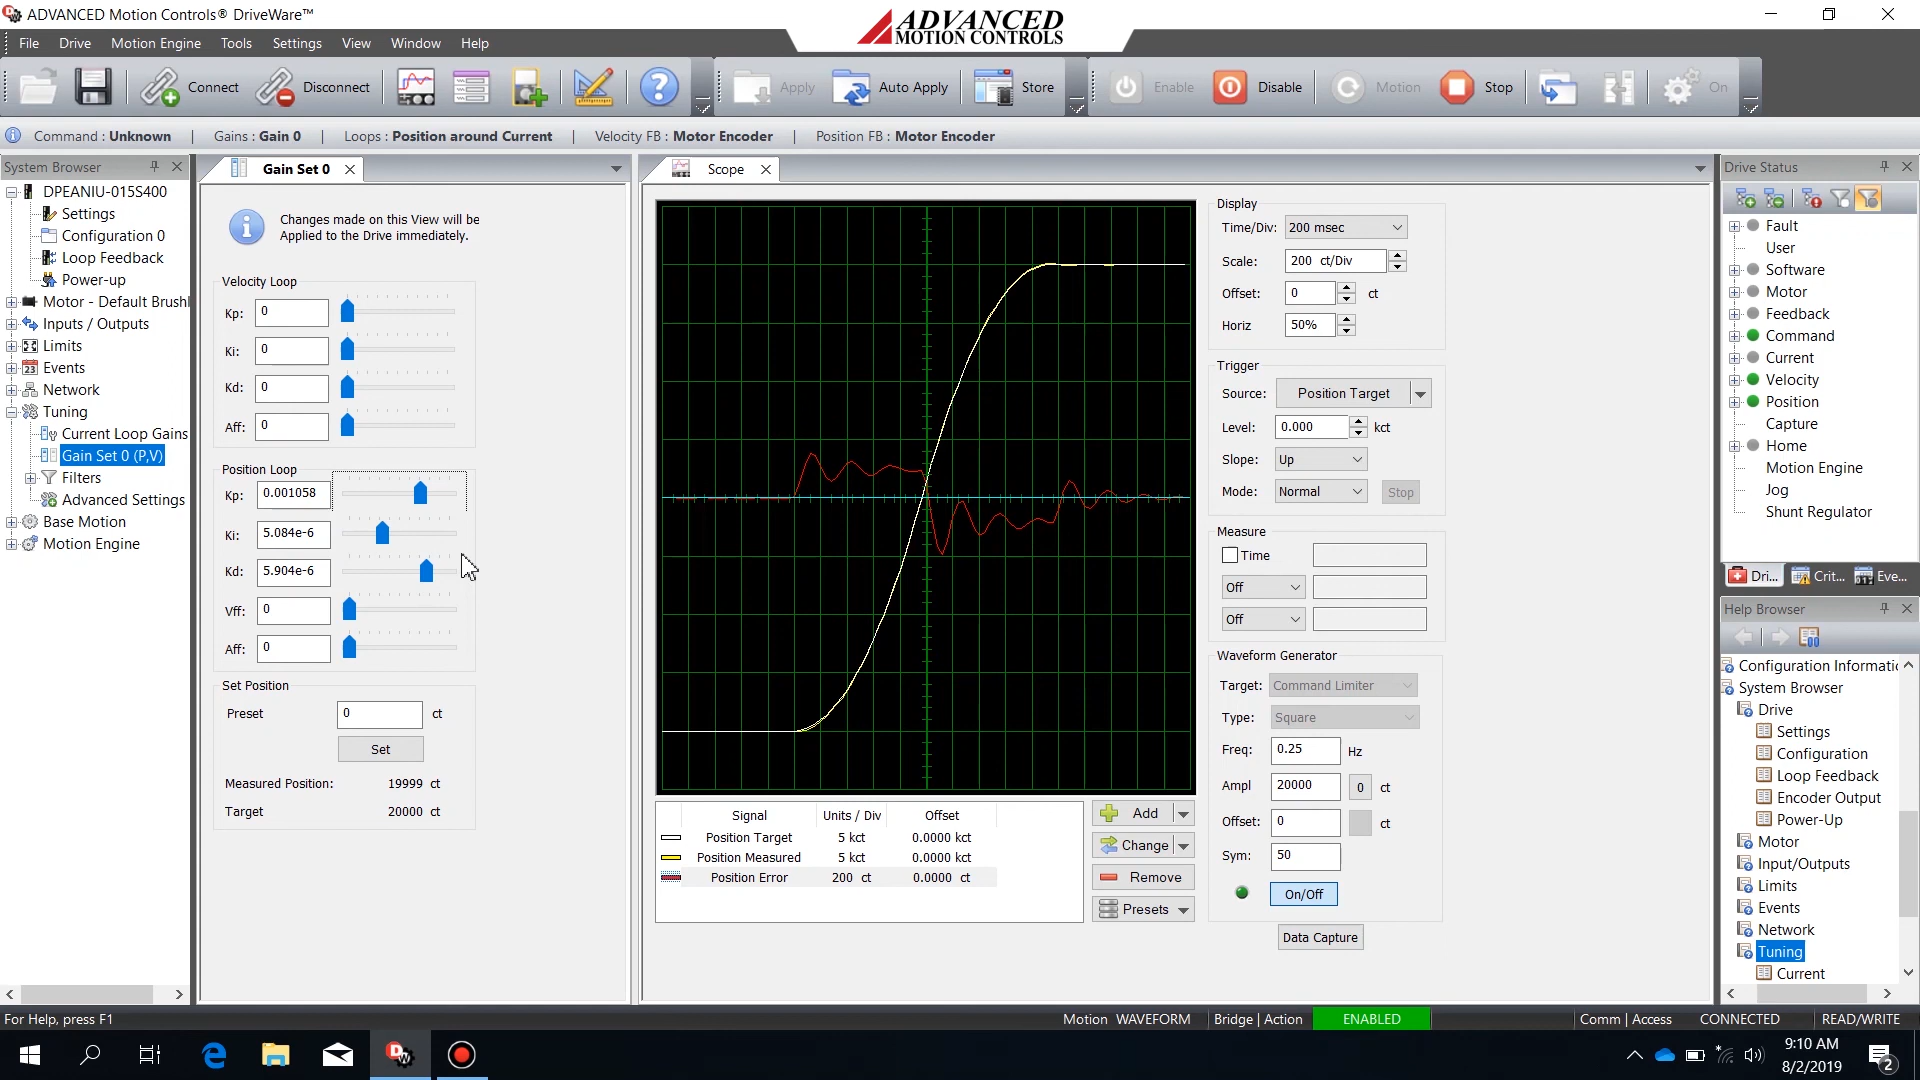 ADVANCED Motion Controls® DriveWare™
ADVANCED
MOTION CONTROLS
File Drive Motion Engine Tools Settings View Window Help
Connect Disconnect Apply Auto Apply Store Enable Disable Motion Stop On
Command : Unknown | Gains : Gain 0 | Loops : Position around Current | Velocity FB : Motor Encoder | Position FB : Motor Encoder
System Browser
DPEANIU-015S400
Settings
Configuration 0
Loop Feedback
Power-up
Motor - Default Brushl
Inputs / Outputs
Limits
Events
Network
Tuning
Current Loop Gains
Gain Set 0 (P,V)
Filters
Advanced Settings
Base Motion
Motion Engine
Gain Set 0
Changes made on this View will be
Applied to the Drive immediately.
Velocity Loop
Kp: 0
Ki: 0
Kd: 0
Aff: 0
Position Loop
Kp: 0.001058
Ki: 5.084e-6
Kd: 5.904e-6
Vff: 0
Aff: 0
Set Position
Preset 0 ct
Set
Measured Position: 19999 ct
Target 20000 ct
Scope
Signal Units / Div Offset
Position Target 5 kct 0.0000 kct
Position Measured 5 kct 0.0000 kct
Position Error 200 ct 0.0000 ct
Add
Change
Remove
Presets
Display
Time/Div: 200 msec
Scale: 200 ct/Div
Offset: 0 ct
Horiz 50%
Trigger
Source: Position Target
Level: 0.000 kct
Slope: Up
Mode: Normal Stop
Measure
Time
Off
Off
Waveform Generator
Target: Command Limiter
Type: Square
Freq: 0.25 Hz
Ampl 20000 0 ct
Offset: 0 ct
Sym: 50
On/Off
Data Capture
Drive Status
Fault
User
Software
Motor
Feedback
Command
Current
Velocity
Position
Capture
Home
Motion Engine
Jog
Shunt Regulator
Dri... Crit... Eve...
Help Browser
Configuration Informatic
System Browser
Drive
Settings
Configuration
Loop Feedback
Encoder Output
Power-Up
Motor
Input/Outputs
Limits
Events
Network
Tuning
Current
For Help, press F1
Motion WAVEFORM Bridge | Action ENABLED Comm | Access CONNECTED READ/WRITE
9:10 AM
8/2/2019
2